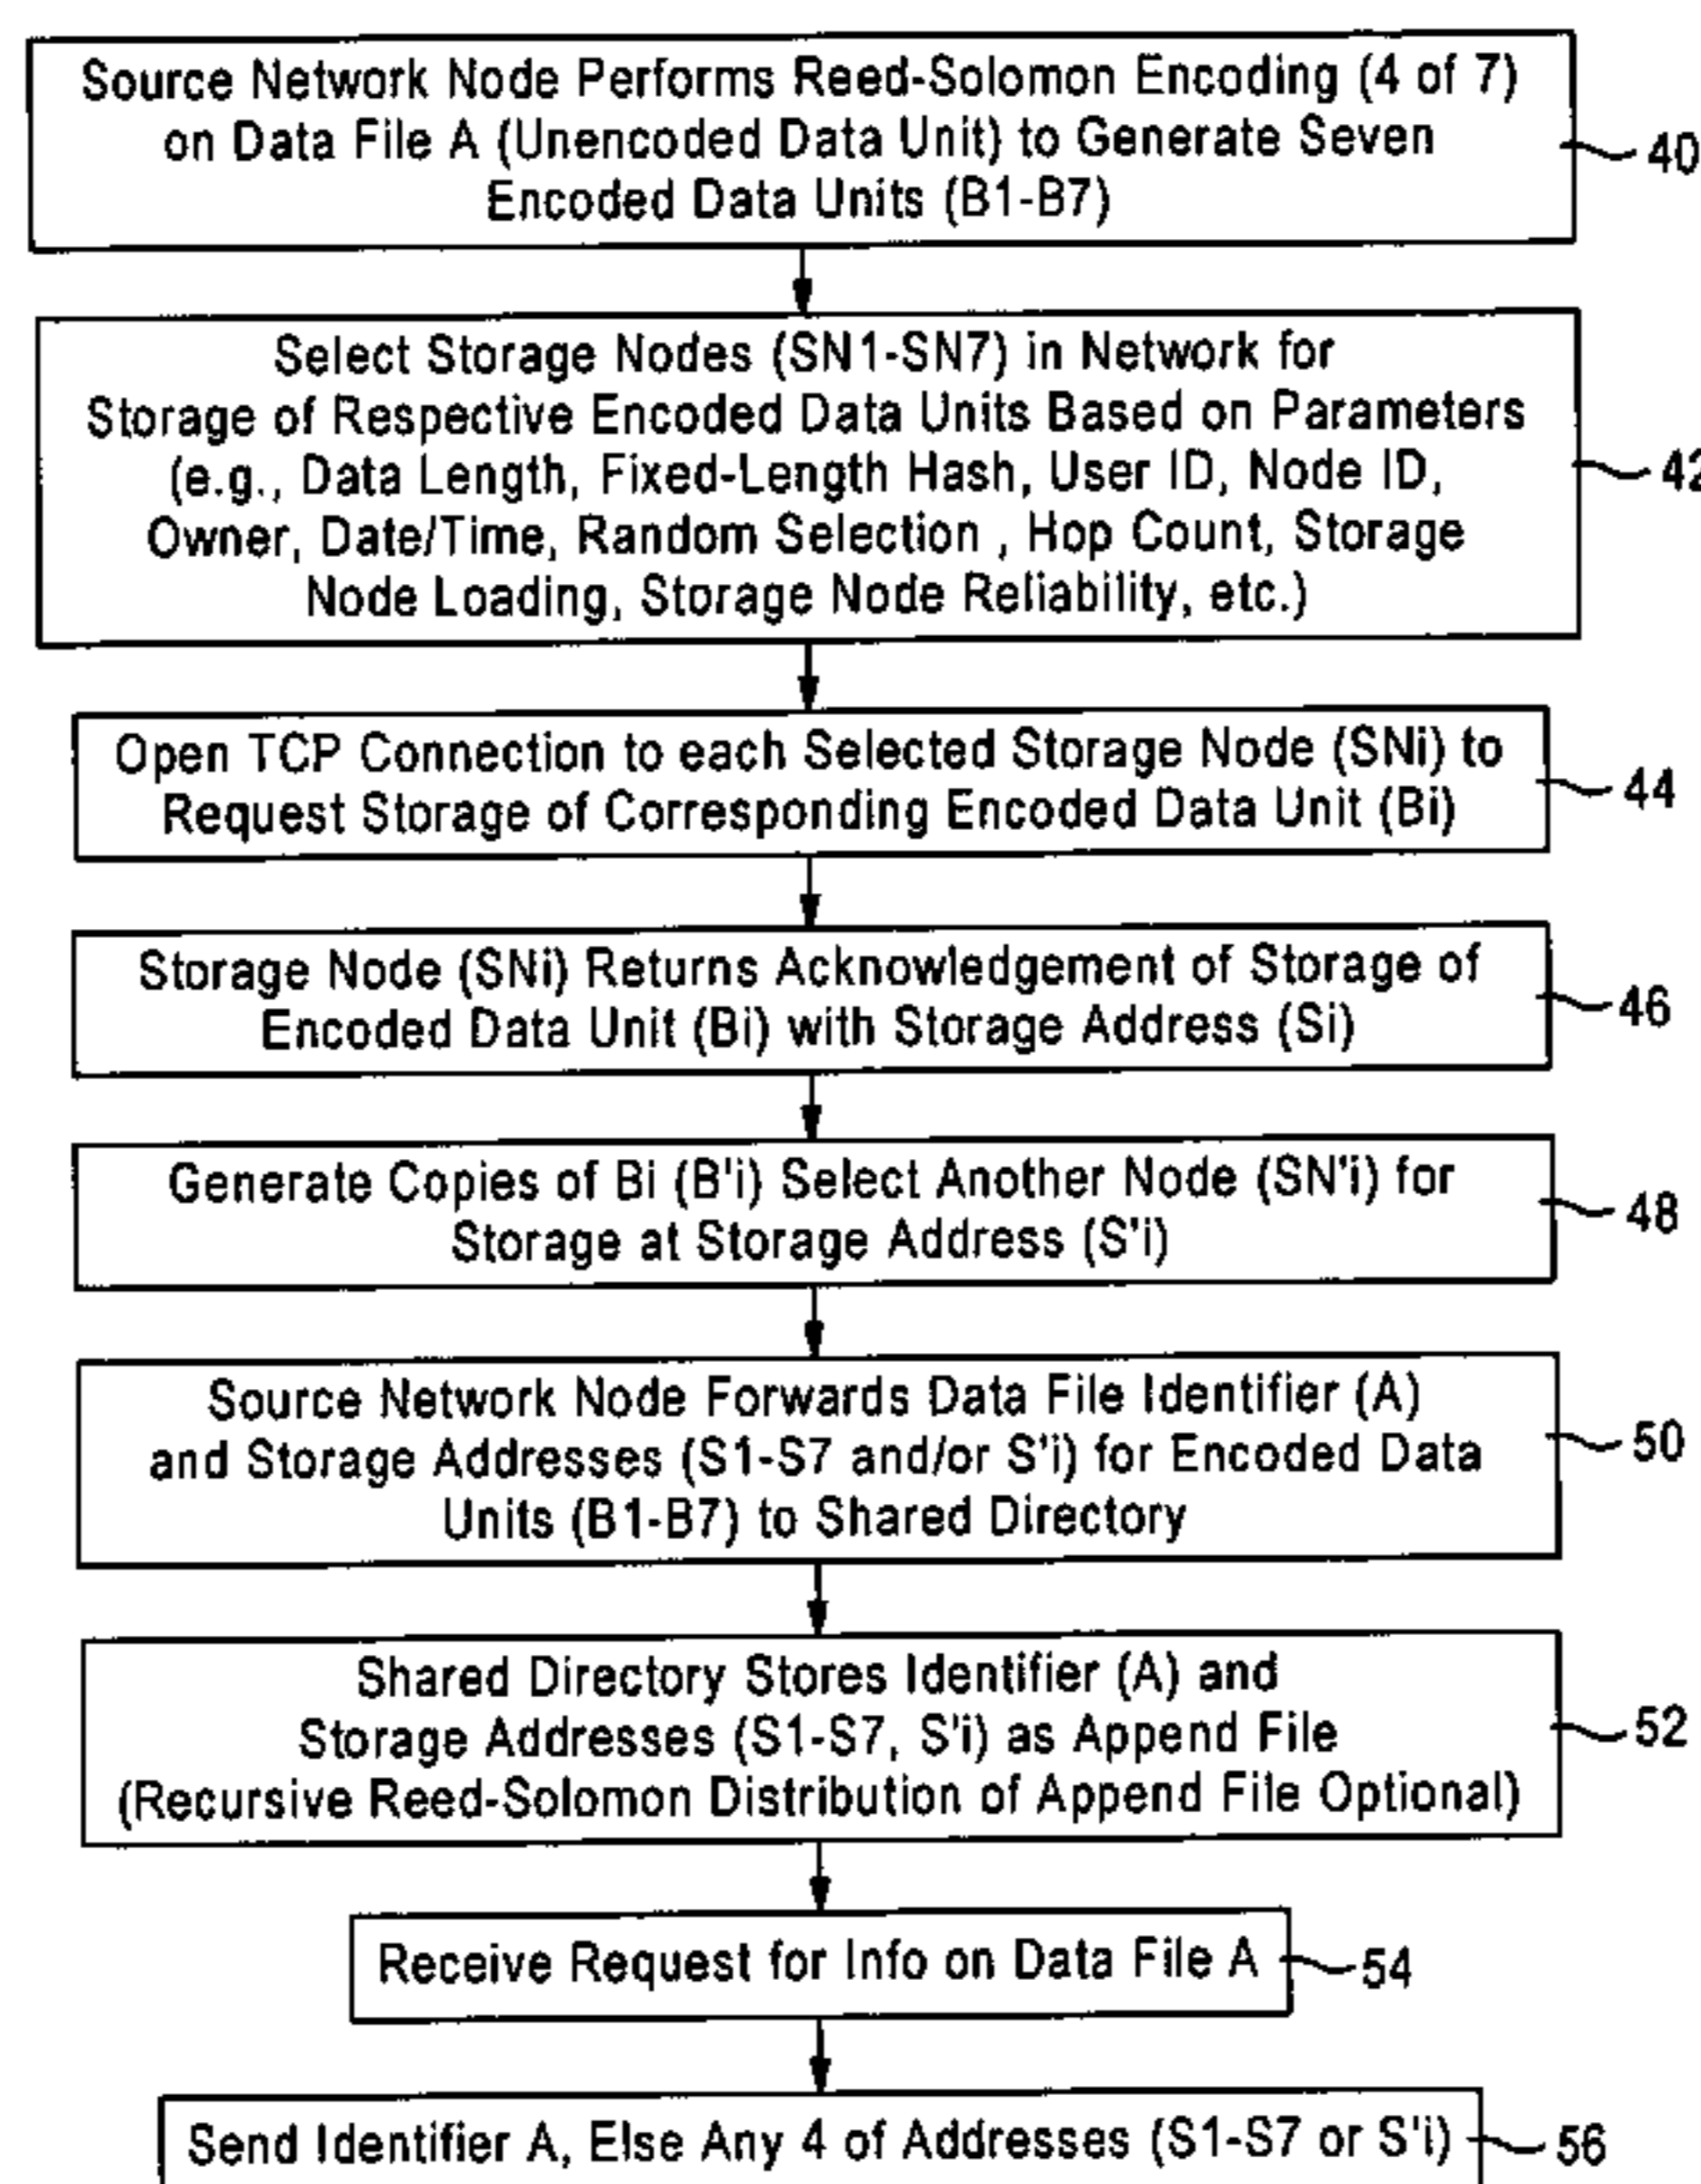 Source Network Node Performs Reed-Solomon Encoding (4 of 7)
on Data File A (Unencoded Data Unit) to Generate Seven
Encoded Data Units (B1-B7)
40
Select Storage Nodes (SN1-SN7) in Network for
Storage of Respective Encoded Data Units Based on Parameters
(e.g., Data Length, Fixed-Length Hash, User ID, Node ID,
Owner, Date/Time, Random Selection , Hop Count, Storage
Node Loading, Storage Node Reliability, etc.)
42
Open TCP Connection to each Selected Storage Node (SNi) to
Request Storage of Corresponding Encoded Data Unit (Bi)
44
Storage Node (SNi) Returns Acknowledgement of Storage of
Encoded Data Unit (Bi) with Storage Address (Si)
46
Generate Copies of Bi (B'i) Select Another Node (SN'i) for
Storage at Storage Address (S'i)
48
Source Network Node Forwards Data File Identifier (A)
and Storage Addresses (S1-S7 and/or S'i) for Encoded Data
Units (B1-B7) to Shared Directory
50
Shared Directory Stores Identifier (A) and
Storage Addresses (S1-S7, S'i) as Append File
(Recursive Reed-Solomon Distribution of Append File Optional)
52
Receive Request for Info on Data File A
54
Send Identifier A, Else Any 4 of Addresses (S1-S7 or S'i)
56